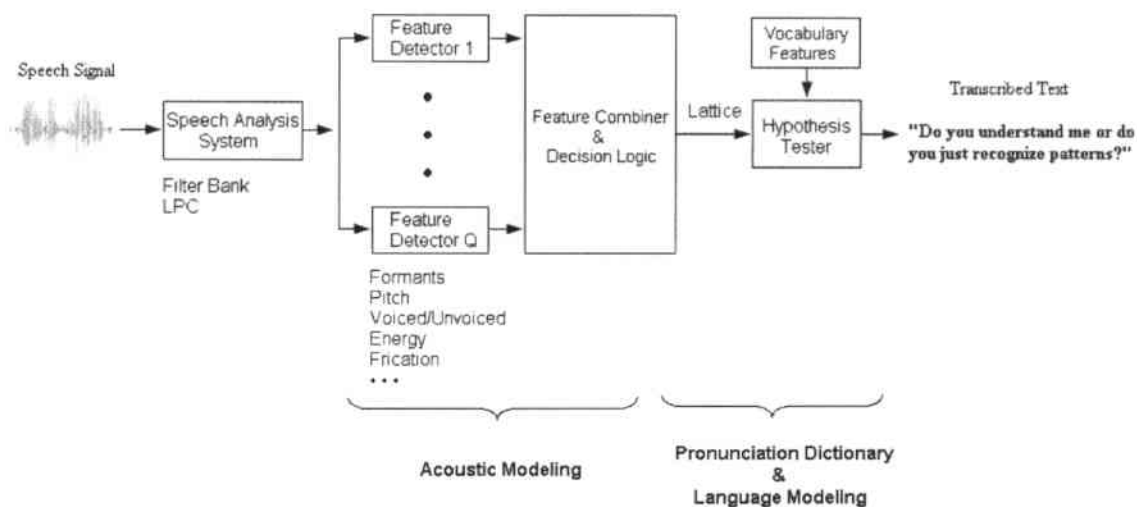 Speech Signal
Speech Analysis
System
Filter Bank
LPC
Feature
Detector 1
Feature
Detector Q
Formants
Pitch
Voiced/Unvoiced
Energy
Frication
• • •
Feature Combiner
&
Decision Logic
Lattice
Vocabulary
Features
Hypothesis
Tester
Transcribed Text
"Do you understand me or do
you just recognize patterns?"
Acoustic Modeling
Pronunciation Dictionary
&
Language Modeling